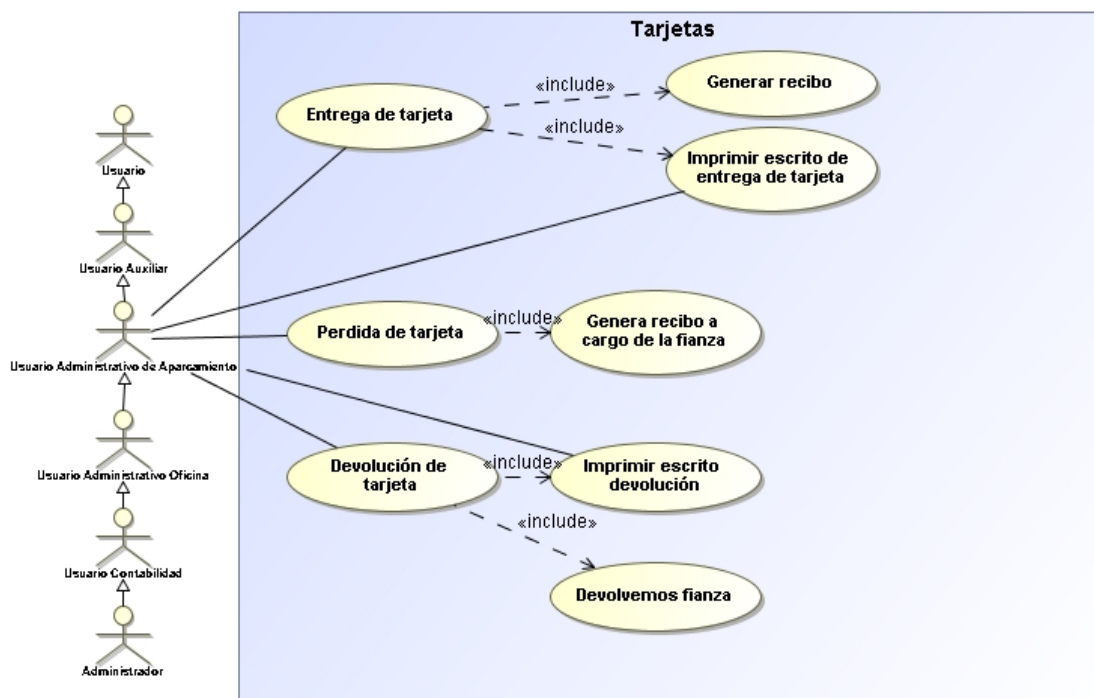 Tarjetas
«include»
Generar recibo
Entrega de tarjeta
«include»
Imprimir escrito de
entrega de tarjeta
Usuario
Usuario Auxiliar
Perdida de tarjeta
«include»
Genera recibo a
cargo de la fianza
Usuario Administrativo de Aparcamiento
Devolución de
tarjeta
«include»
Imprimir escrito
devolución
Usuario Administrativo Oficina
«include»
Usuario Contabilidad
Devolvemos fianza
Administrador